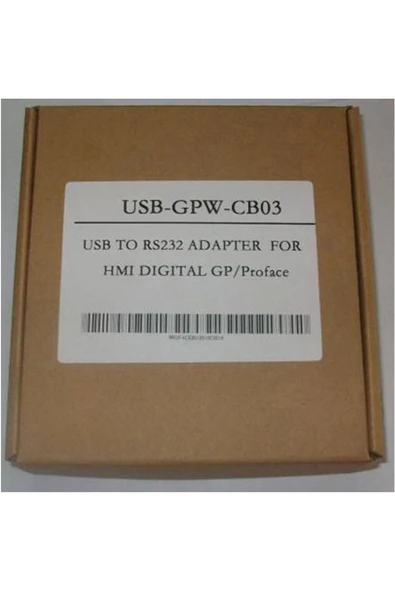 USB-GPW-CB03
USB TO RS232 ADAPTER FOR
HMI DIGITAL GP/Proface